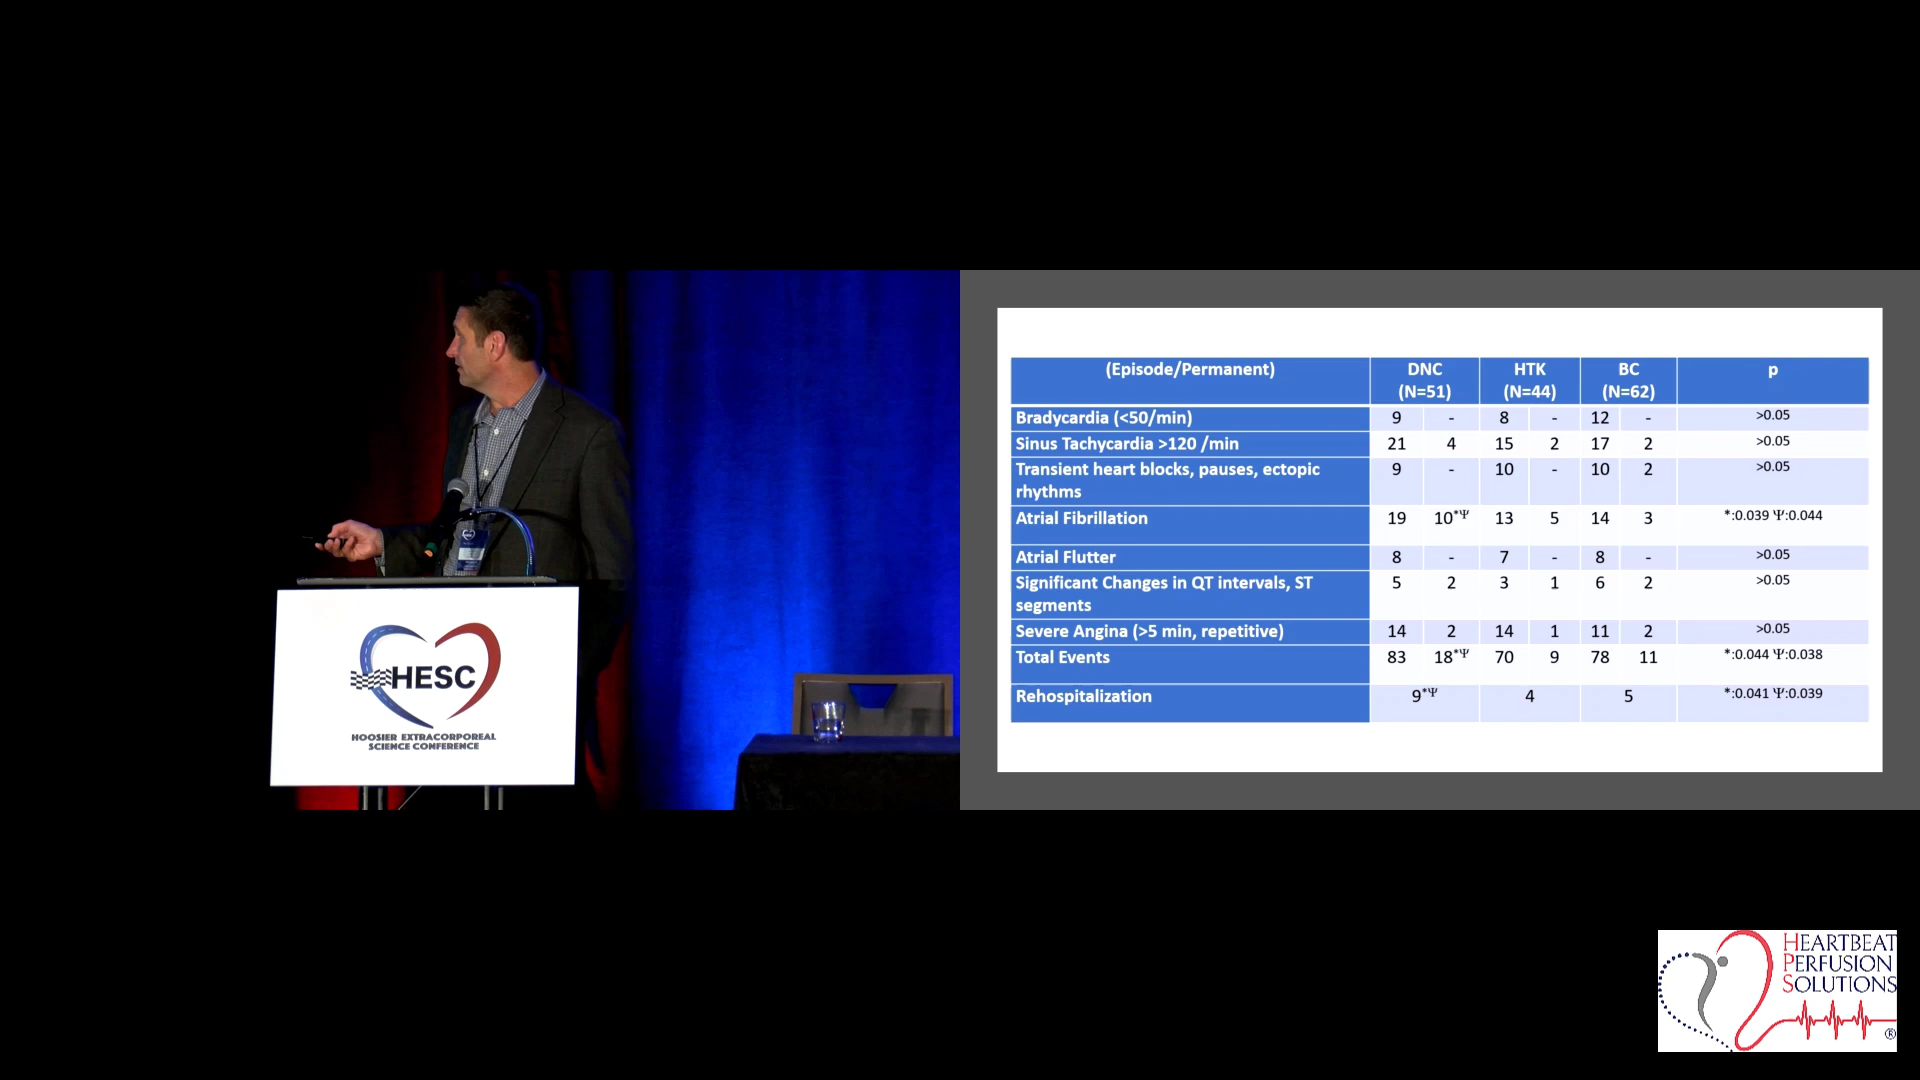 HESC
HOOSIER EXTRACORPOREAL
SCIENCE CONFERENCE
(Episode/Permanent) DNC (N=51) HTK (N=44) BC (N=62) p
Bradycardia (<50/min) 9 - 8 - 12 - >0.05
Sinus Tachycardia >120 /min 21 4 15 2 17 2 >0.05
Transient heart blocks, pauses, ectopic rhythms 9 - 10 - 10 2 >0.05
Atrial Fibrillation 19 10*Ψ 13 5 14 3 *:0.039 Ψ:0.044
Atrial Flutter 8 - 7 - 8 - >0.05
Significant Changes in QT intervals, ST segments 5 2 3 1 6 2 >0.05
Severe Angina (>5 min, repetitive) 14 2 14 1 11 2 >0.05
Total Events 83 18*Ψ 70 9 78 11 *:0.044 Ψ:0.038
Rehospitalization 9*Ψ 4 5 *:0.041 Ψ:0.039
HEARTBEAT
PERFUSION
SOLUTIONS
®